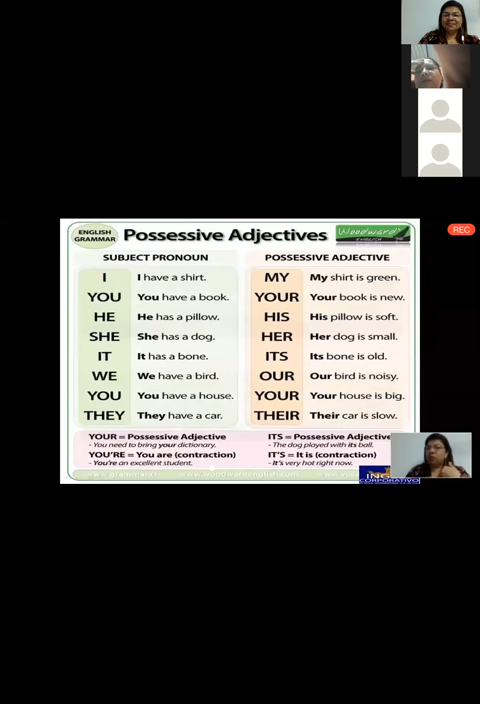 REC
ENGLISH
GRAMMAR
Possessive Adjectives
Woodward
ENGLISH
SUBJECT PRONOUN
POSSESSIVE ADJECTIVE
I I have a shirt. MY My shirt is green.
YOU You have a book. YOUR Your book is new.
HE He has a pillow. HIS His pillow is soft.
SHE She has a dog. HER Her dog is small.
IT It has a bone. ITS Its bone is old.
WE We have a bird. OUR Our bird is noisy.
YOU You have a house. YOUR Your house is big.
THEY They have a car. THEIR Their car is slow.
YOUR = Possessive Adjective
- You need to bring your dictionary.
YOU'RE = You are (contraction)
- You're an excellent student.
ITS = Possessive Adjective
- The dog played with its ball.
IT'S = It is (contraction)
- It's very hot right now.
www.woodwardenglish.com
ING
CORPORATIVO